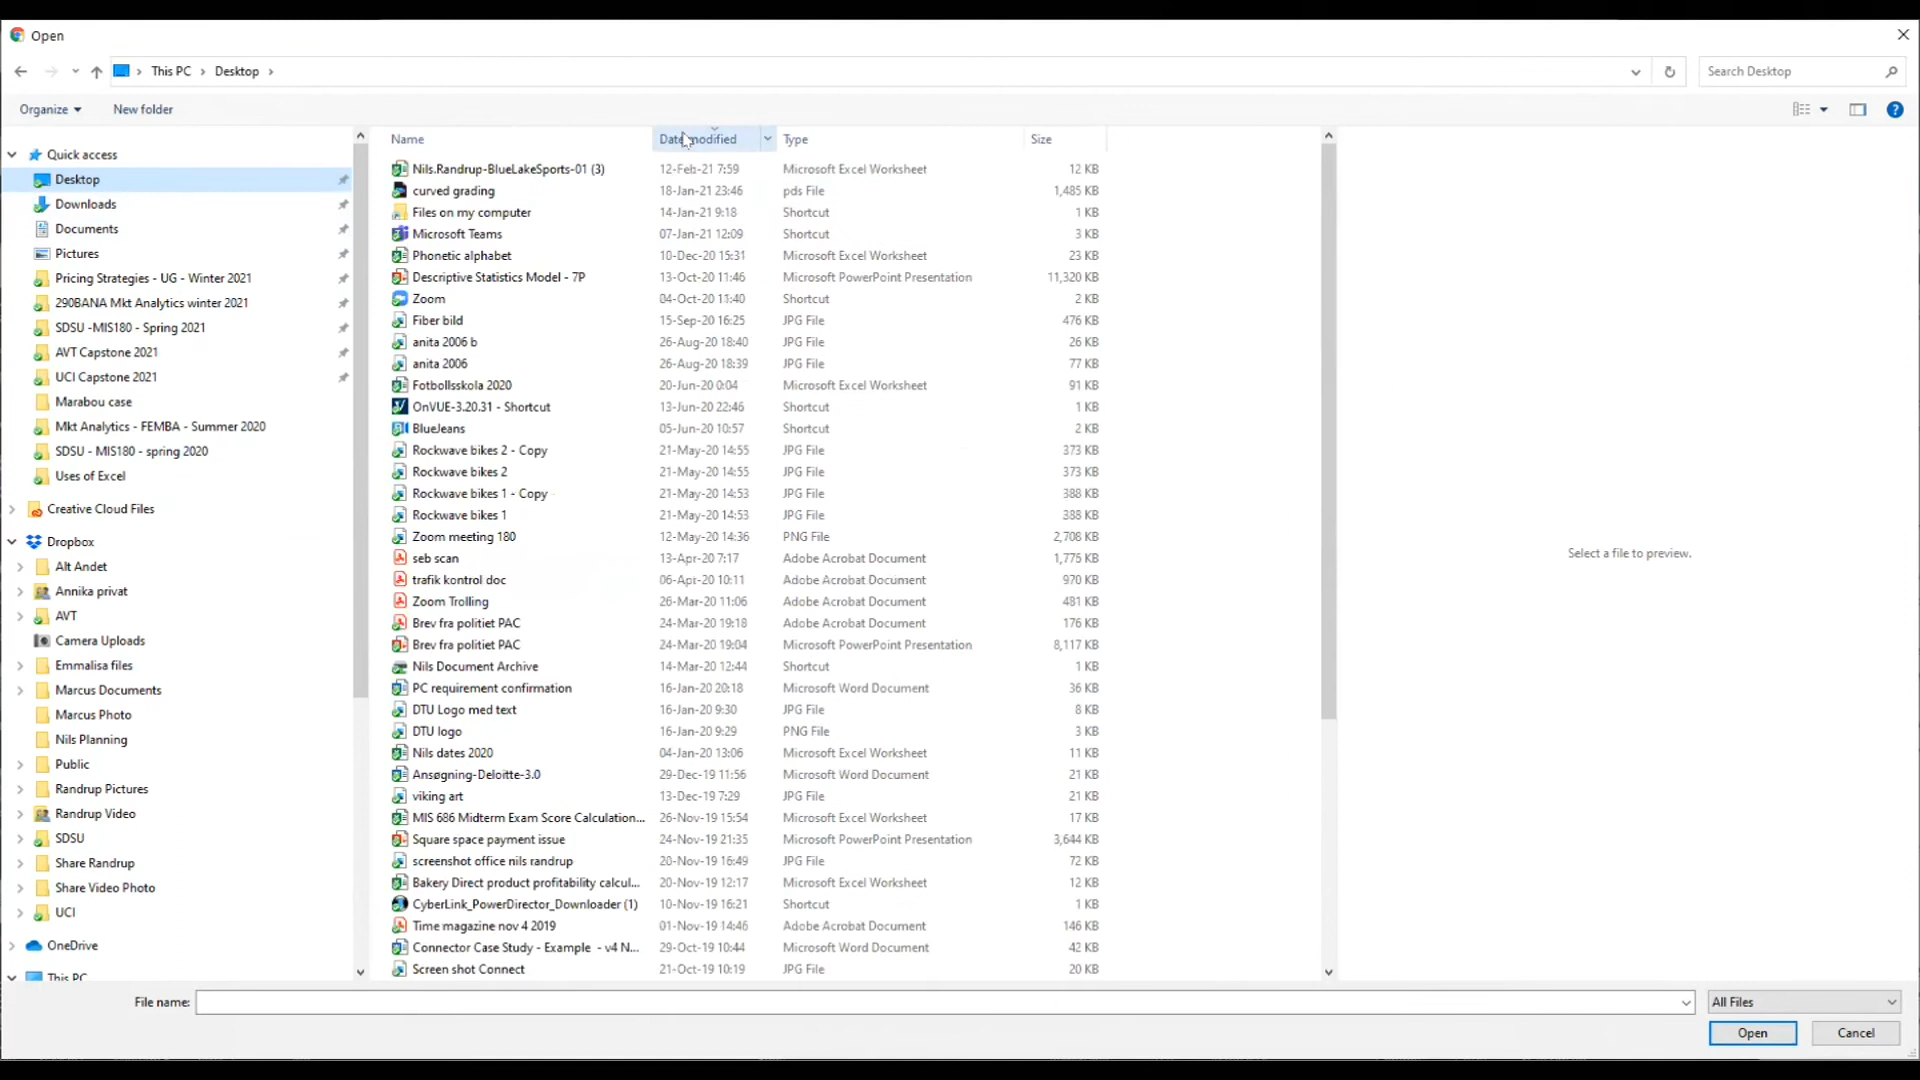 Open
This PC > Desktop >
Search Desktop
Organize
New folder
Name Date modified Type Size
Quick access
Desktop
Downloads
Documents
Pictures
Pricing Strategies - UG - Winter 2021
290BANA Mkt Analytics winter 2021
SDSU -MIS180 - Spring 2021
AVT Capstone 2021
UCI Capstone 2021
Marabou case
Mkt Analytics - FEMBA - Summer 2020
SDSU - MIS180 - spring 2020
Uses of Excel
Creative Cloud Files
Dropbox
Alt Andet
Annika privat
AVT
Camera Uploads
Emmalisa files
Marcus Documents
Marcus Photo
Nils Planning
Public
Randrup Pictures
Randrup Video
SDSU
Share Randrup
Share Video Photo
UCI
OneDrive
This PC
Nils.Randrup-BlueLakeSports-01 (3) 12-Feb-21 7:59 Microsoft Excel Worksheet 12 KB
curved grading 18-Jan-21 23:46 pds File 1,485 KB
Files on my computer 14-Jan-21 9:18 Shortcut 1 KB
Microsoft Teams 07-Jan-21 12:09 Shortcut 3 KB
Phonetic alphabet 10-Dec-20 15:31 Microsoft Excel Worksheet 23 KB
Descriptive Statistics Model - 7P 13-Oct-20 11:46 Microsoft PowerPoint Presentation 11,320 KB
Zoom 04-Oct-20 11:40 Shortcut 2 KB
Fiber bild 15-Sep-20 16:25 JPG File 476 KB
anita 2006 b 26-Aug-20 18:40 JPG File 26 KB
anita 2006 26-Aug-20 18:39 JPG File 77 KB
Fotbollsskola 2020 20-Jun-20 0:04 Microsoft Excel Worksheet 91 KB
OnVUE-3.20.31 - Shortcut 13-Jun-20 22:46 Shortcut 1 KB
BlueJeans 05-Jun-20 10:57 Shortcut 2 KB
Rockwave bikes 2 - Copy 21-May-20 14:55 JPG File 373 KB
Rockwave bikes 2 21-May-20 14:55 JPG File 373 KB
Rockwave bikes 1 - Copy 21-May-20 14:53 JPG File 388 KB
Rockwave bikes 1 21-May-20 14:53 JPG File 388 KB
Zoom meeting 180 12-May-20 14:36 PNG File 2,708 KB
seb scan 13-Apr-20 7:17 Adobe Acrobat Document 1,775 KB
trafik kontrol doc 06-Apr-20 10:11 Adobe Acrobat Document 970 KB
Zoom Trolling 26-Mar-20 11:06 Adobe Acrobat Document 481 KB
Brev fra politiet PAC 24-Mar-20 19:18 Adobe Acrobat Document 176 KB
Brev fra politiet PAC 24-Mar-20 19:04 Microsoft PowerPoint Presentation 8,117 KB
Nils Document Archive 14-Mar-20 12:44 Shortcut 1 KB
PC requirement confirmation 16-Jan-20 20:18 Microsoft Word Document 36 KB
DTU Logo med text 16-Jan-20 9:30 JPG File 8 KB
DTU logo 16-Jan-20 9:29 PNG File 3 KB
Nils dates 2020 04-Jan-20 13:06 Microsoft Excel Worksheet 11 KB
Ansøgning-Deloitte-3.0 29-Dec-19 11:56 Microsoft Word Document 21 KB
viking art 13-Dec-19 7:29 JPG File 21 KB
MIS 686 Midterm Exam Score Calculation... 26-Nov-19 15:54 Microsoft Excel Worksheet 17 KB
Square space payment issue 24-Nov-19 21:35 Microsoft PowerPoint Presentation 3,644 KB
screenshot office nils randrup 20-Nov-19 16:49 JPG File 72 KB
Bakery Direct product profitability calcul... 20-Nov-19 12:17 Microsoft Excel Worksheet 12 KB
CyberLink_PowerDirector_Downloader (1) 10-Nov-19 16:21 Shortcut 1 KB
Time magazine nov 4 2019 01-Nov-19 14:46 Adobe Acrobat Document 146 KB
Connector Case Study - Example - v4 N... 29-Oct-19 10:44 Microsoft Word Document 42 KB
Screen shot Connect 21-Oct-19 10:19 JPG File 20 KB
Select a file to preview.
File name:
All Files
Open
Cancel